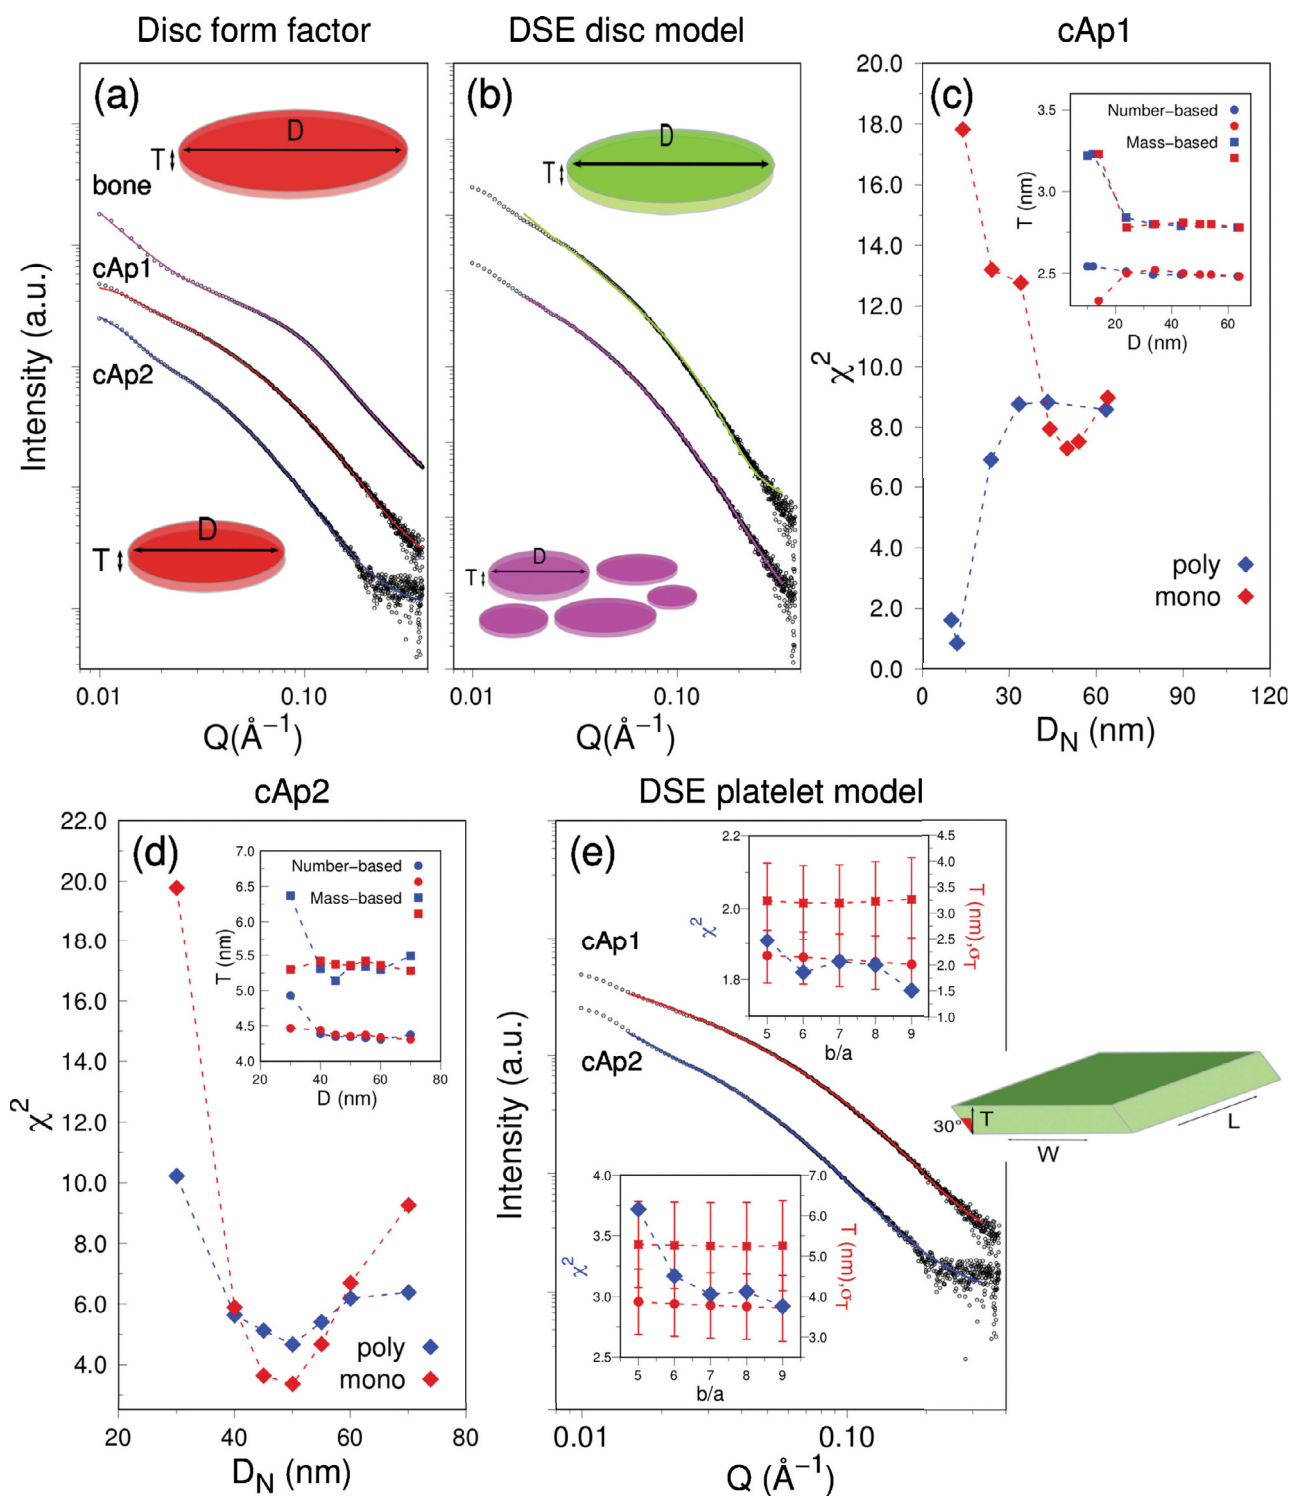 Disc form factor
DSE disc model
cAp1
(a)
D
T
bone
cAp1
cAp2
D
T
Intensity (a.u.)
0.01
0.10
Q(Å⁻¹)
(b)
D
T
D
T
0.01
0.10
Q(Å⁻¹)
(c)
20.0
18.0
16.0
14.0
12.0
10.0
8.0
6.0
4.0
2.0
0.0
χ²
3.5
3.0
2.5
T (nm)
Number-based
Mass-based
20
40
60
D (nm)
poly
mono
0
30
60
90
120
D_N (nm)
cAp2
DSE platelet model
(d)
22.0
20.0
18.0
16.0
14.0
12.0
10.0
8.0
6.0
4.0
χ²
7.0
6.5
6.0
5.5
5.0
4.5
4.0
T (nm)
Number-based
Mass-based
20
40
60
80
D (nm)
poly
mono
20
40
60
80
D_N (nm)
(e)
2.2
2.0
1.8
χ²
4.5
4.0
3.5
3.0
2.5
2.0
1.5
1.0
T (nm),σ_T
5 6 7 8 9
b/a
cAp1
cAp2
Intensity (a.u.)
4.0
3.5
3.0
2.5
χ²
7.0
6.0
5.0
4.0
3.0
T (nm),σ_T
5 6 7 8 9
b/a
0.01
0.10
Q (Å⁻¹)
30°
T
W
L